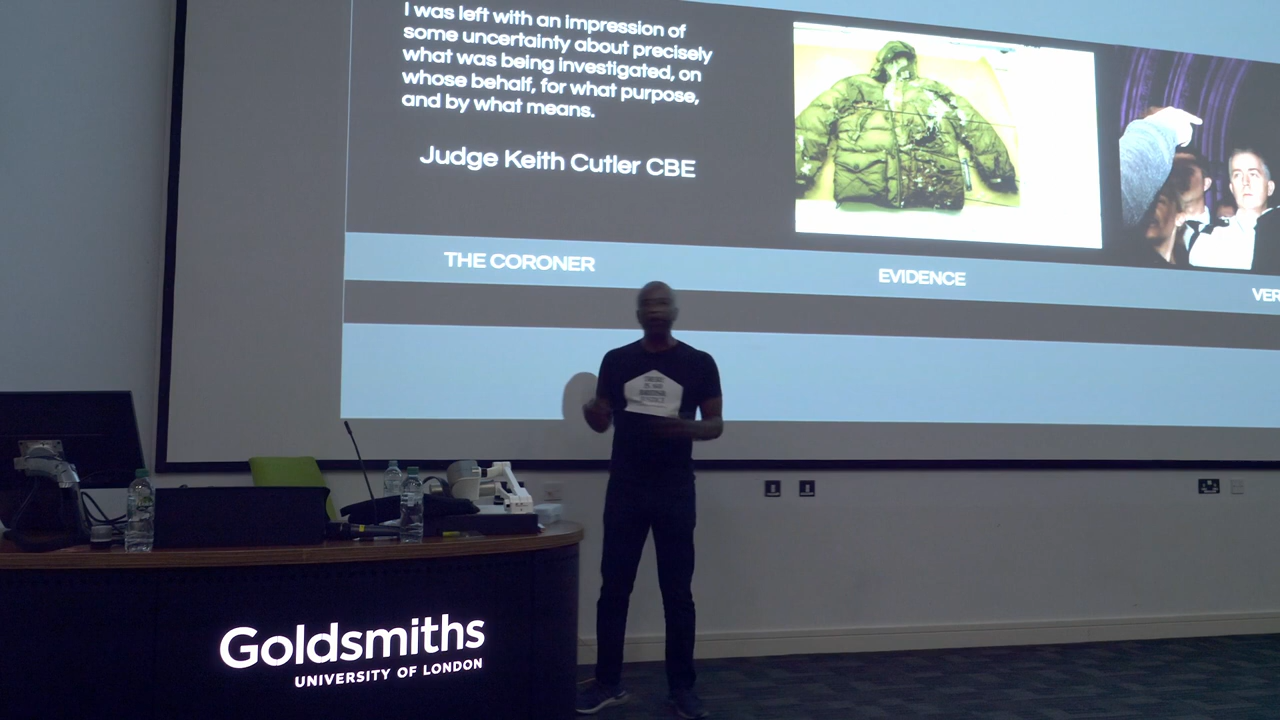 I was left with an impression of
some uncertainty about precisely
what was being investigated, on
whose behalf, for what purpose,
and by what means.
Judge Keith Cutler CBE
THE CORONER
EVIDENCE
VER
Goldsmiths
UNIVERSITY OF LONDON